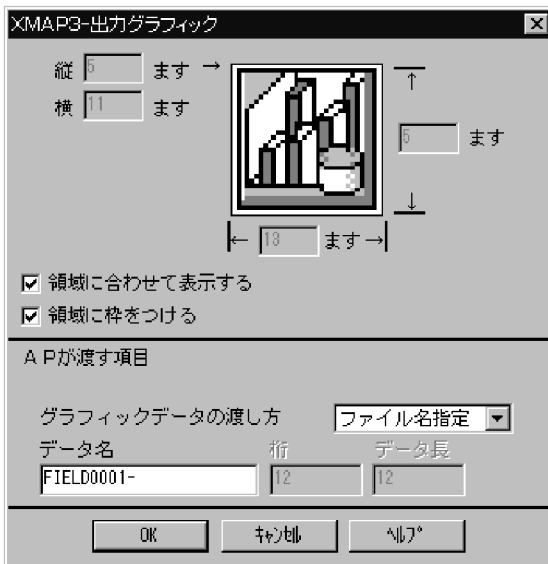 XMAP3-出力グラフィック
縦 5 ます →
横 11 ます
↑
5 ます
↓
← 13 ます →
領域に合わせて表示する
領域に枠をつける
APが渡す項目
グラフィックデータの渡し方 ファイル名指定
データ名 桁 データ長
FIELD0001- 12 12
OK キャンセル ヘルプ